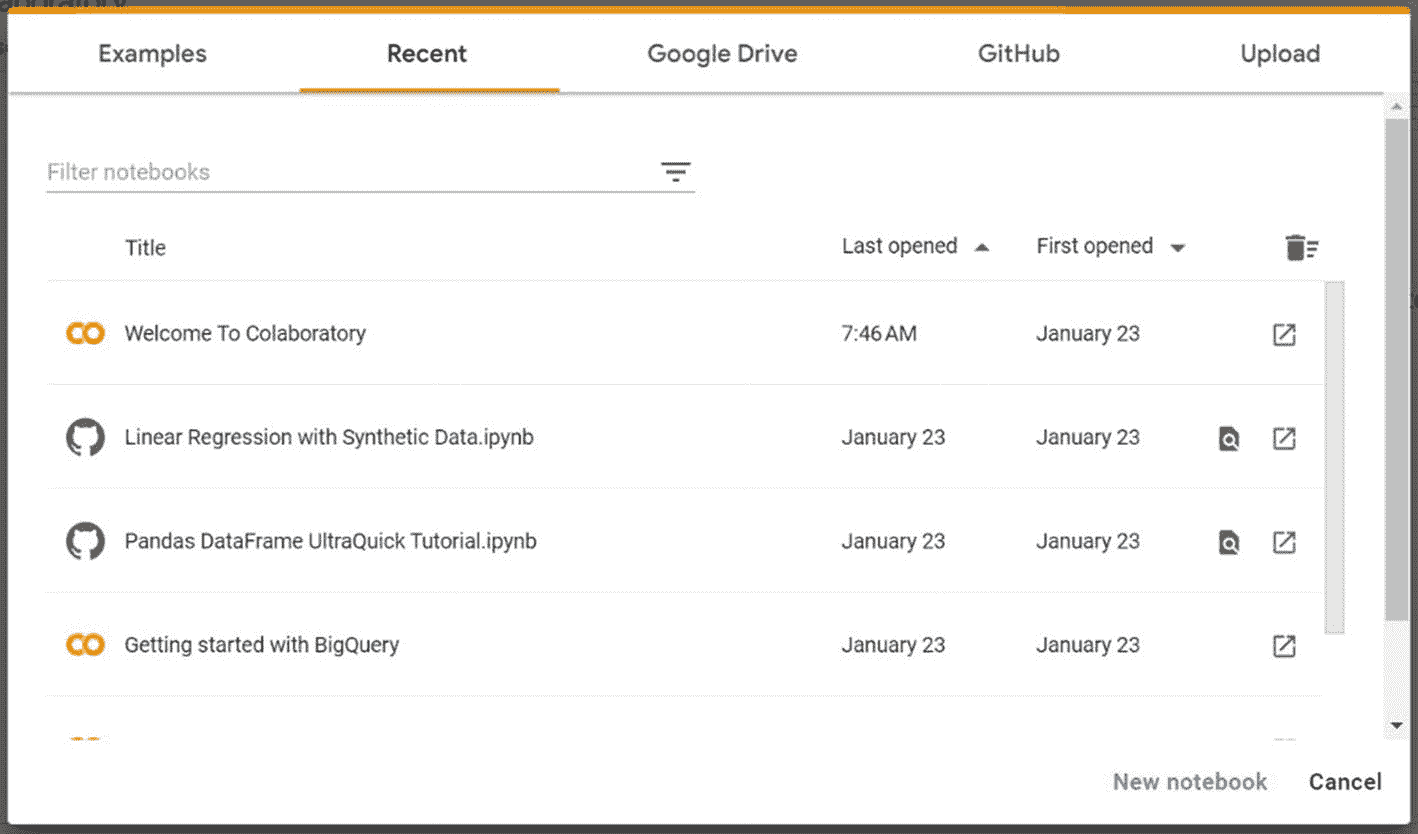 Examples Recent Google Drive GitHub Upload
Filter notebooks
Title Last opened First opened
Welcome To Colaboratory 7:46 AM January 23
Linear Regression with Synthetic Data.ipynb January 23 January 23
Pandas DataFrame UltraQuick Tutorial.ipynb January 23 January 23
Getting started with BigQuery January 23 January 23
New notebook Cancel